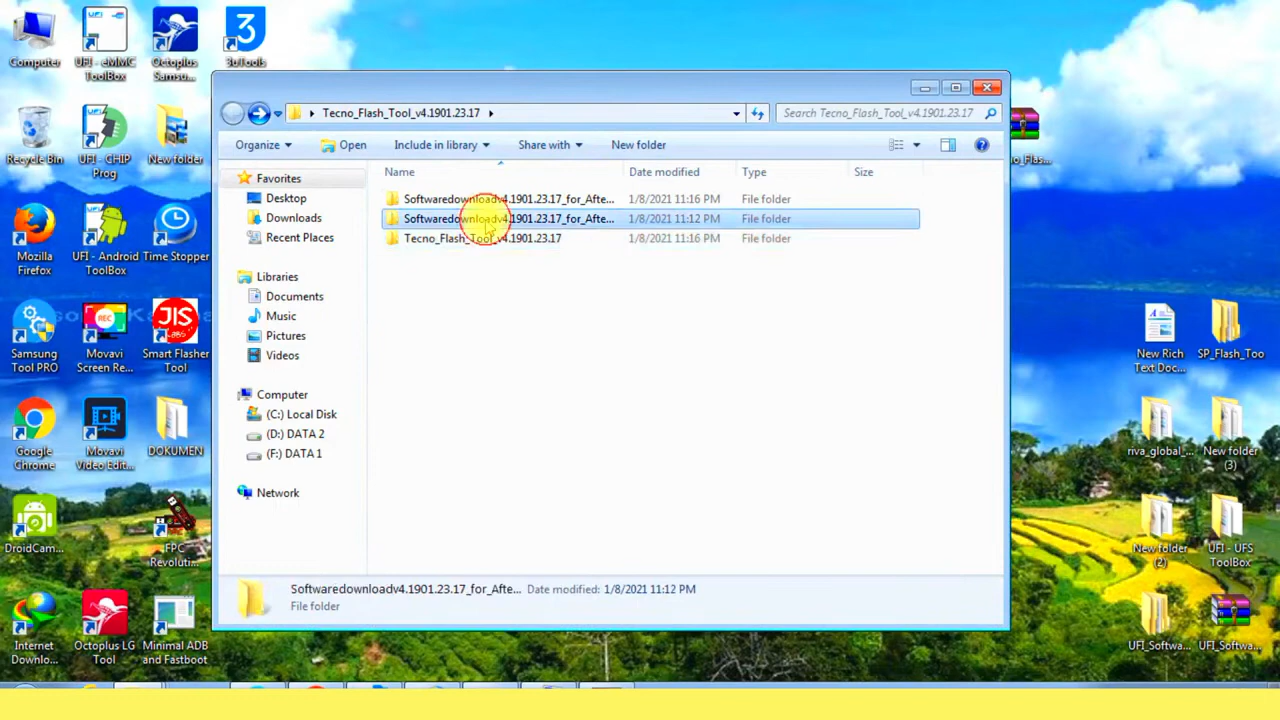 Computer
UFI - eMMC
ToolBox
Octoplus
Samsu...
3uTools
Recycle Bin
UFI - CHIP
Prog
New folder
Mozilla
Firefox
UFI - Android
ToolBox
Time Stopper
Samsung
Tool PRO
Movavi
Screen Re...
Smart Flasher
Tool
Google
Chrome
Movavi
Video Edit...
DOKUMEN
DroidCam...
FPC
Revoluti...
Internet
Downlo...
Octoplus LG
Tool
Minimal ADB
and Fastboot
Tecno_Flash_Tool_v4.1901.23.17
Search Tecno_Flash_Tool_v4.1901.23.17
Organize
Open
Include in library
Share with
New folder
Favorites
Desktop
Downloads
Recent Places
Libraries
Documents
Music
Pictures
Videos
Computer
(C:) Local Disk
(D:) DATA 2
(F:) DATA 1
Network
Name Date modified Type Size
Softwaredownloadv4.1901.23.17_for_Afte... 1/8/2021 11:16 PM File folder
Softwaredownloadv4.1901.23.17_for_Afte... 1/8/2021 11:12 PM File folder
Tecno_Flash_Tool_v4.1901.23.17 1/8/2021 11:16 PM File folder
Softwaredownloadv4.1901.23.17_for_Afte... Date modified: 1/8/2021 11:12 PM
File folder
New Rich
Text Doc...
SP_Flash_Too
riva_global_...
New folder
(3)
New folder
(2)
UFI - UFS
ToolBox
UFI_Softwa...
UFI_Softwa...